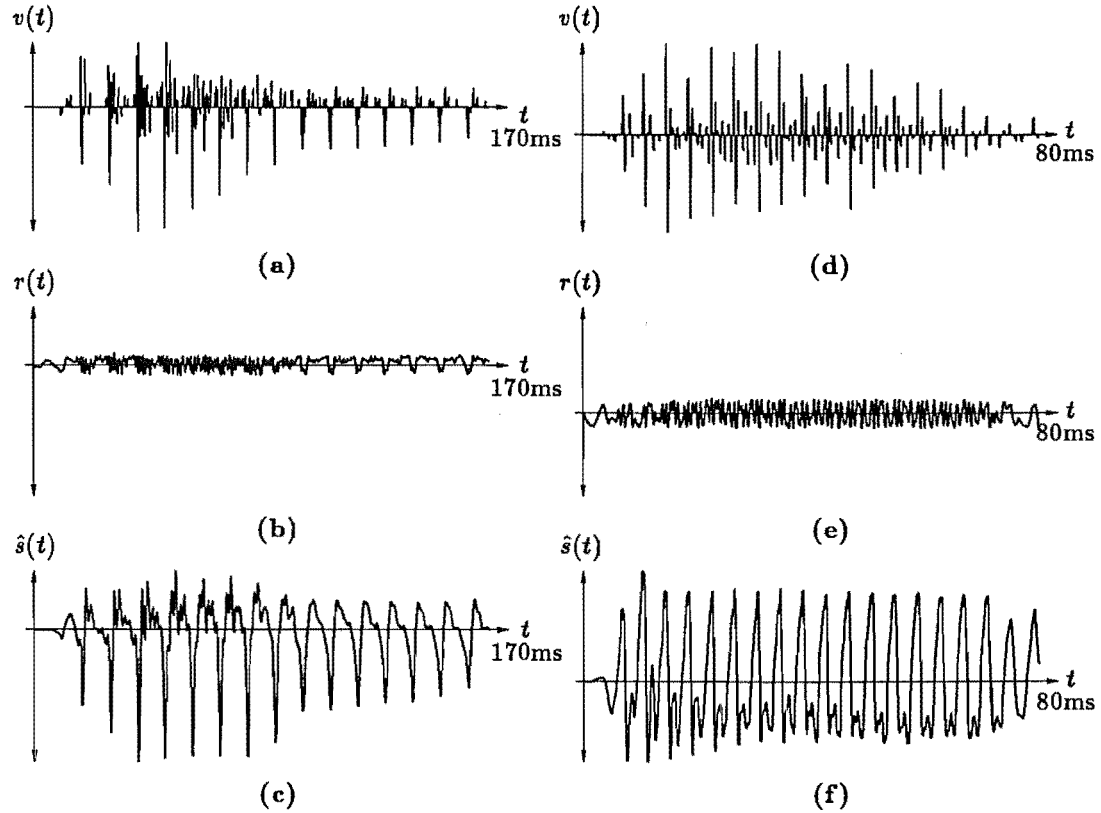 v(t)
t
170ms
(a)
r(t)
t
170ms
(b)
ŝ(t)
t
170ms
(c)
v(t)
t
80ms
(d)
r(t)
t
80ms
(e)
ŝ(t)
t
80ms
(f)